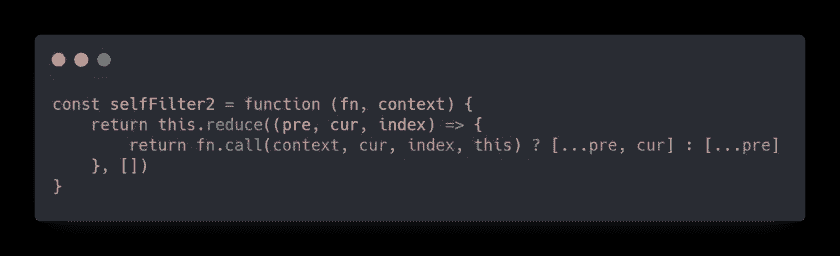 const selfFilter2 = function (fn, context) {
    return this.reduce((pre, cur, index) => {
        return fn.call(context, cur, index, this) ? [...pre, cur] : [...pre]
    }, [])
}